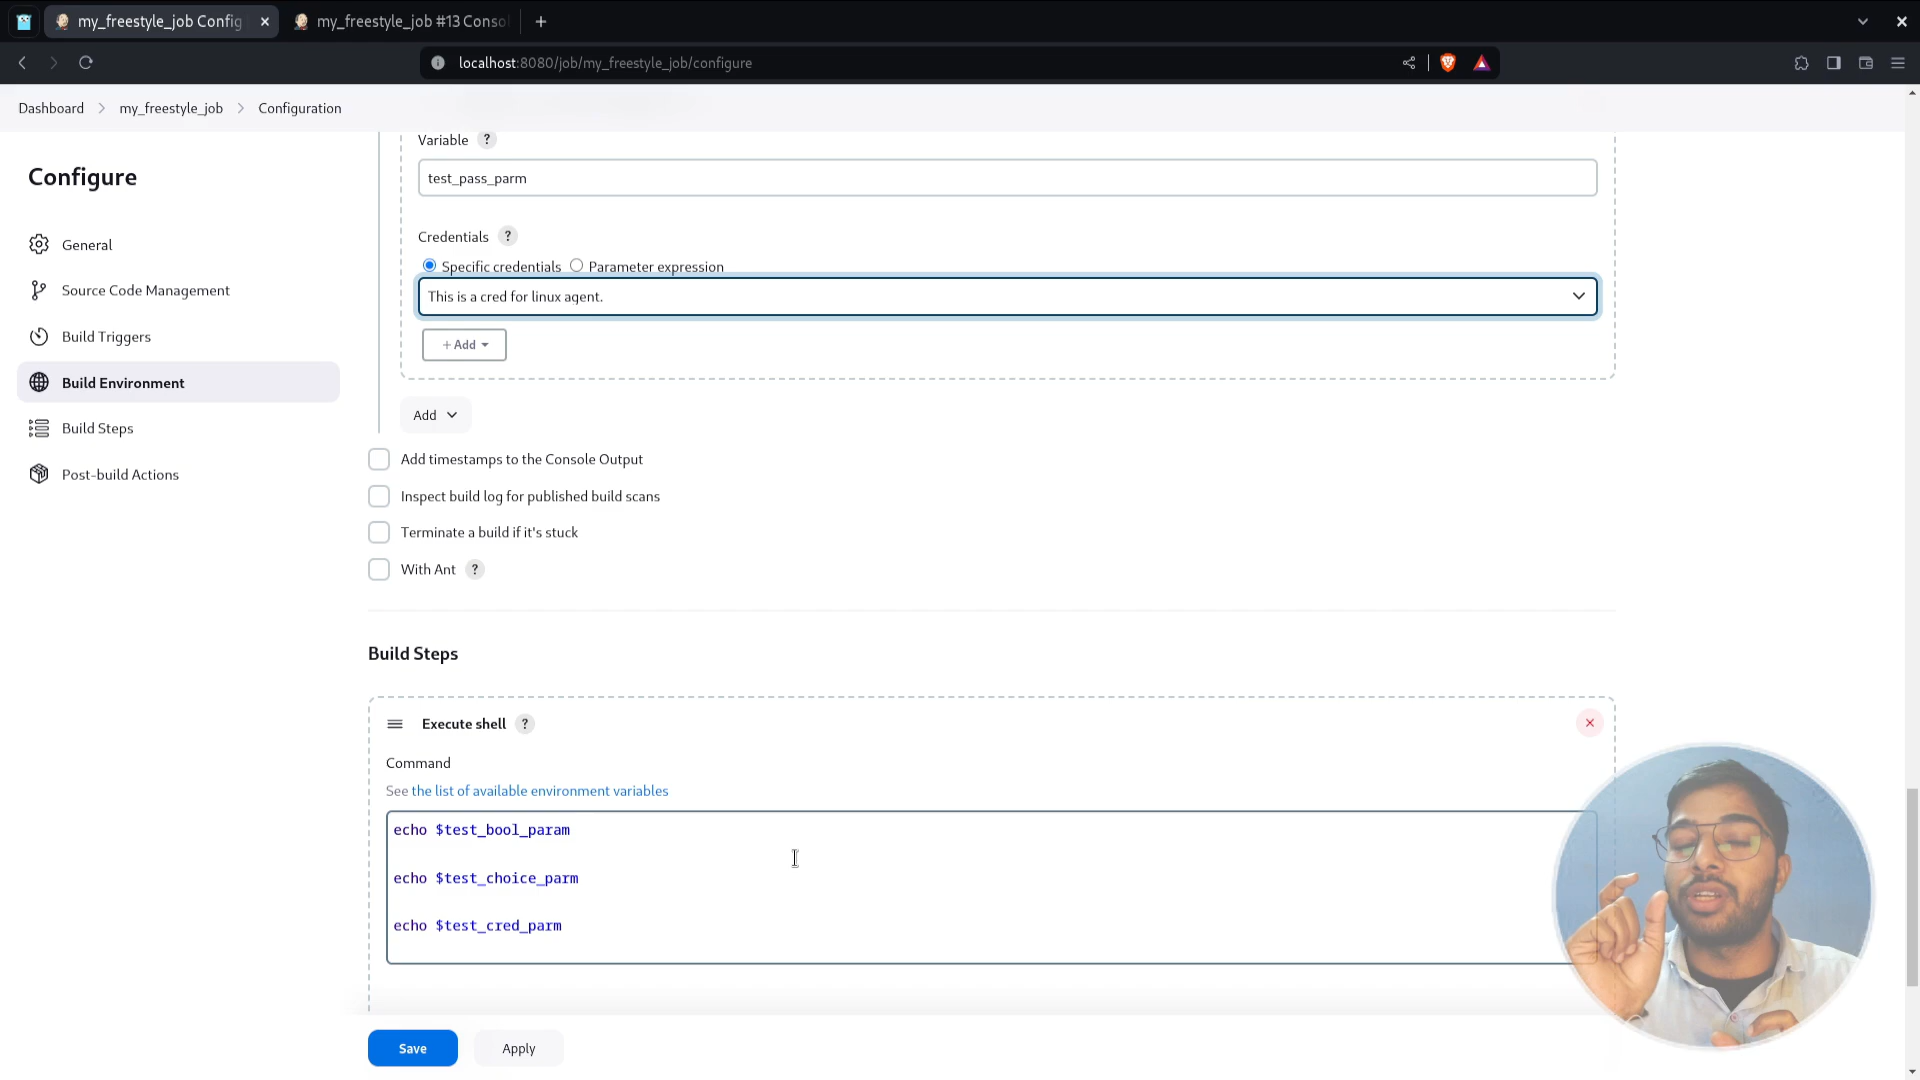 my_freestyle_job Config
my_freestyle_job #13 Conso
localhost:8080/job/my_freestyle_job/configure
Dashboard
my_freestyle_job
Configuration
Configure
General
Source Code Management
Build Triggers
Build Environment
Build Steps
Post-build Actions
Variable ?
test_pass_parm
Credentials ?
Specific credentials Parameter expression
This is a cred for linux agent.
+ Add
Add
Add timestamps to the Console Output
Inspect build log for published build scans
Terminate a build if it's stuck
With Ant ?
Build Steps
Execute shell ?
Command
See the list of available environment variables
echo $test_bool_param
echo $test_choice_parm
echo $test_cred_parm
Save
Apply